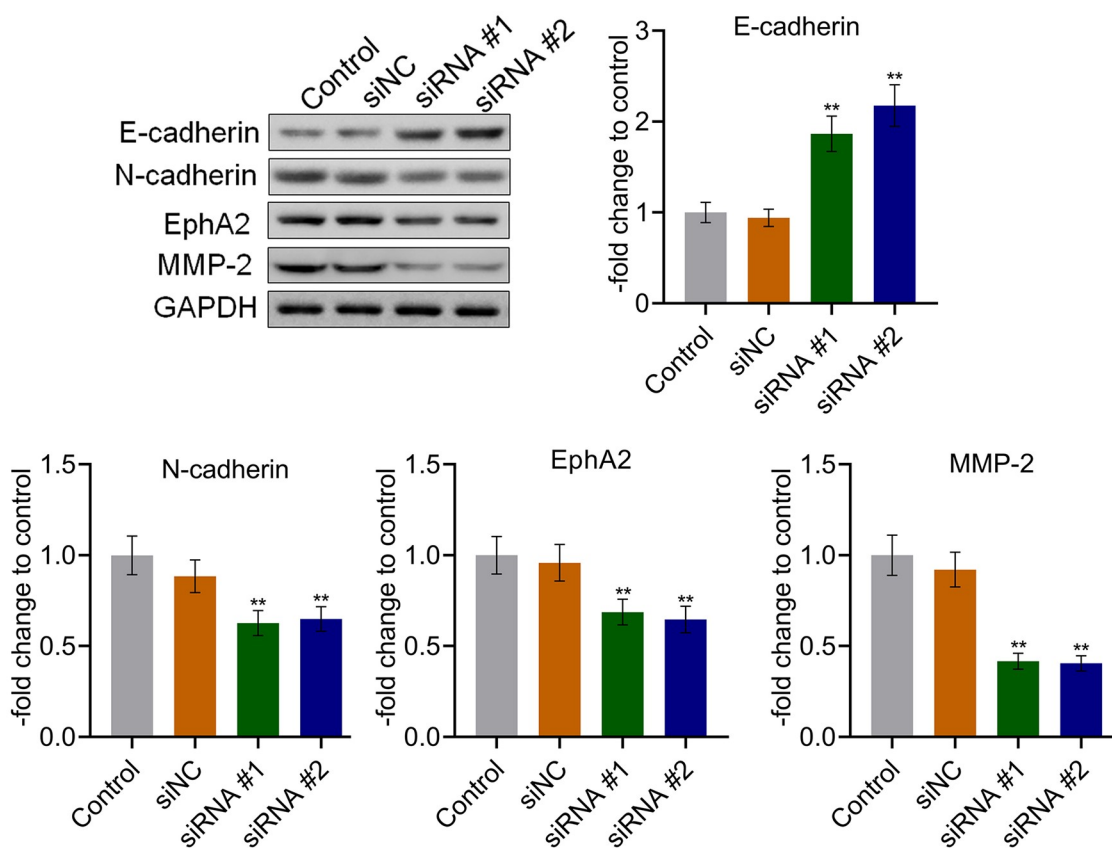 Control siNC siRNA #1 siRNA #2
E-cadherin
N-cadherin
EphA2
MMP-2
GAPDH
E-cadherin
-fold change to control
3
2
1
0
**
**
Control siNC siRNA #1 siRNA #2
N-cadherin
-fold change to control
1.5
1.0
0.5
0.0
**
**
Control siNC siRNA #1 siRNA #2
EphA2
-fold change to control
1.5
1.0
0.5
0.0
**
**
Control siNC siRNA #1 siRNA #2
MMP-2
-fold change to control
1.5
1.0
0.5
0.0
**
**
Control siNC siRNA #1 siRNA #2